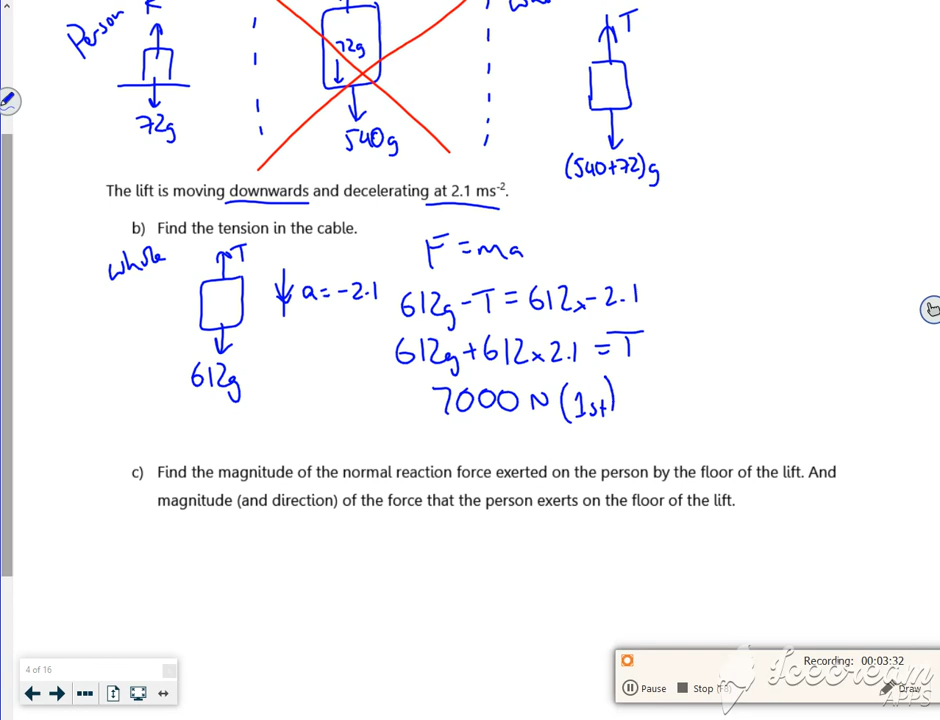 Person R
T
72g
72g
540g
(540+72)g
The lift is moving downwards and decelerating at 2.1 ms⁻².
b) Find the tension in the cable.
whole
T
a = -2.1
612g
F = ma
612g - T = 612x - 2.1
612g + 612 x 2.1 = T
7000 N (1sf)
c) Find the magnitude of the normal reaction force exerted on the person by the floor of the lift. And
magnitude (and direction) of the force that the person exerts on the floor of the lift.
4 of 16
Recording: 00:03:32
Pause
Stop (F8)
Draw
Icecream
APPS